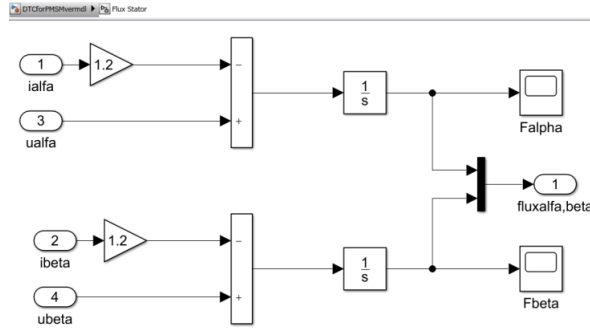 DTCforPMSMvermdl ▶ Flux Stator
1
ialfa
1.2
−
3
ualfa
+
1
s
Falpha
1
fluxalfa,beta
2
ibeta
1.2
−
4
ubeta
+
1
s
Fbeta